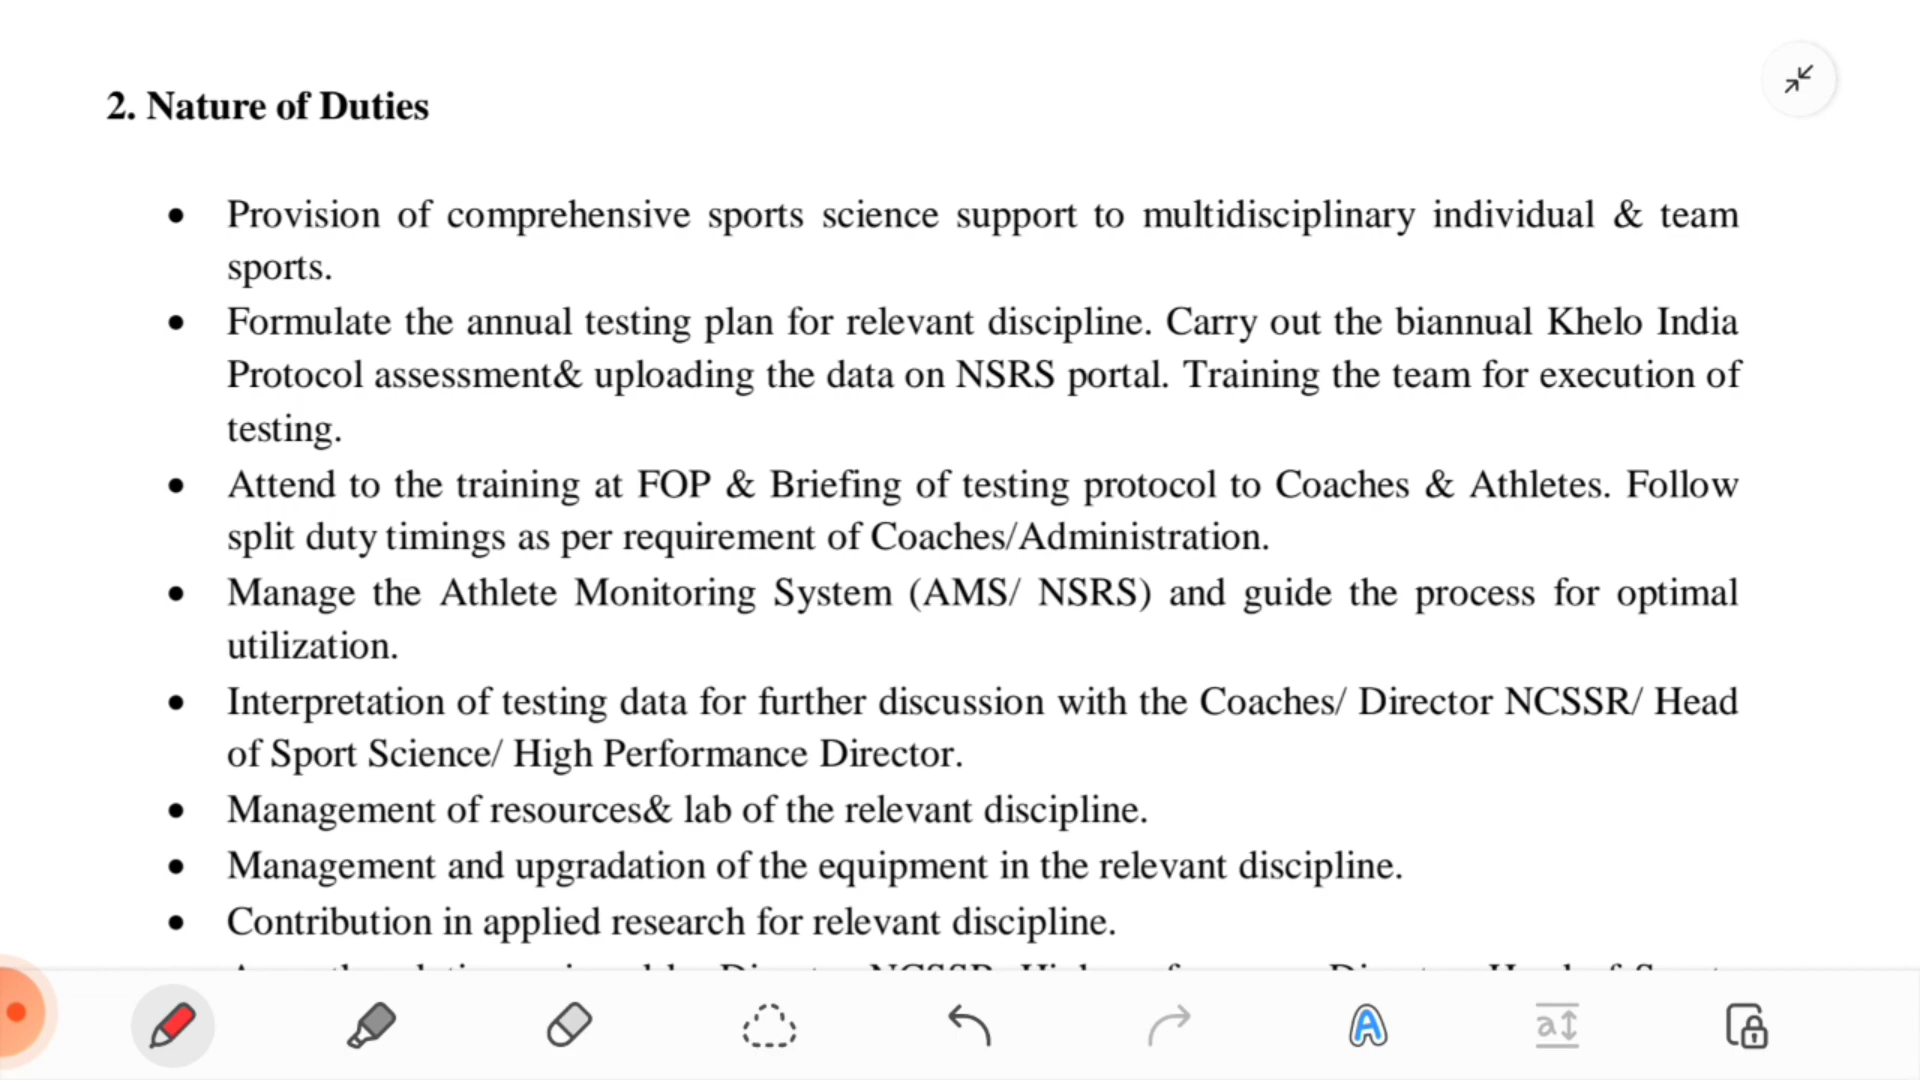 2. Nature of Duties
• Provision of comprehensive sports science support to multidisciplinary individual & team
sports.
• Formulate the annual testing plan for relevant discipline. Carry out the biannual Khelo India
Protocol assessment& uploading the data on NSRS portal. Training the team for execution of
testing.
• Attend to the training at FOP & Briefing of testing protocol to Coaches & Athletes. Follow
split duty timings as per requirement of Coaches/Administration.
• Manage the Athlete Monitoring System (AMS/ NSRS) and guide the process for optimal
utilization.
• Interpretation of testing data for further discussion with the Coaches/ Director NCSSR/ Head
of Sport Science/ High Performance Director.
• Management of resources& lab of the relevant discipline.
• Management and upgradation of the equipment in the relevant discipline.
• Contribution in applied research for relevant discipline.